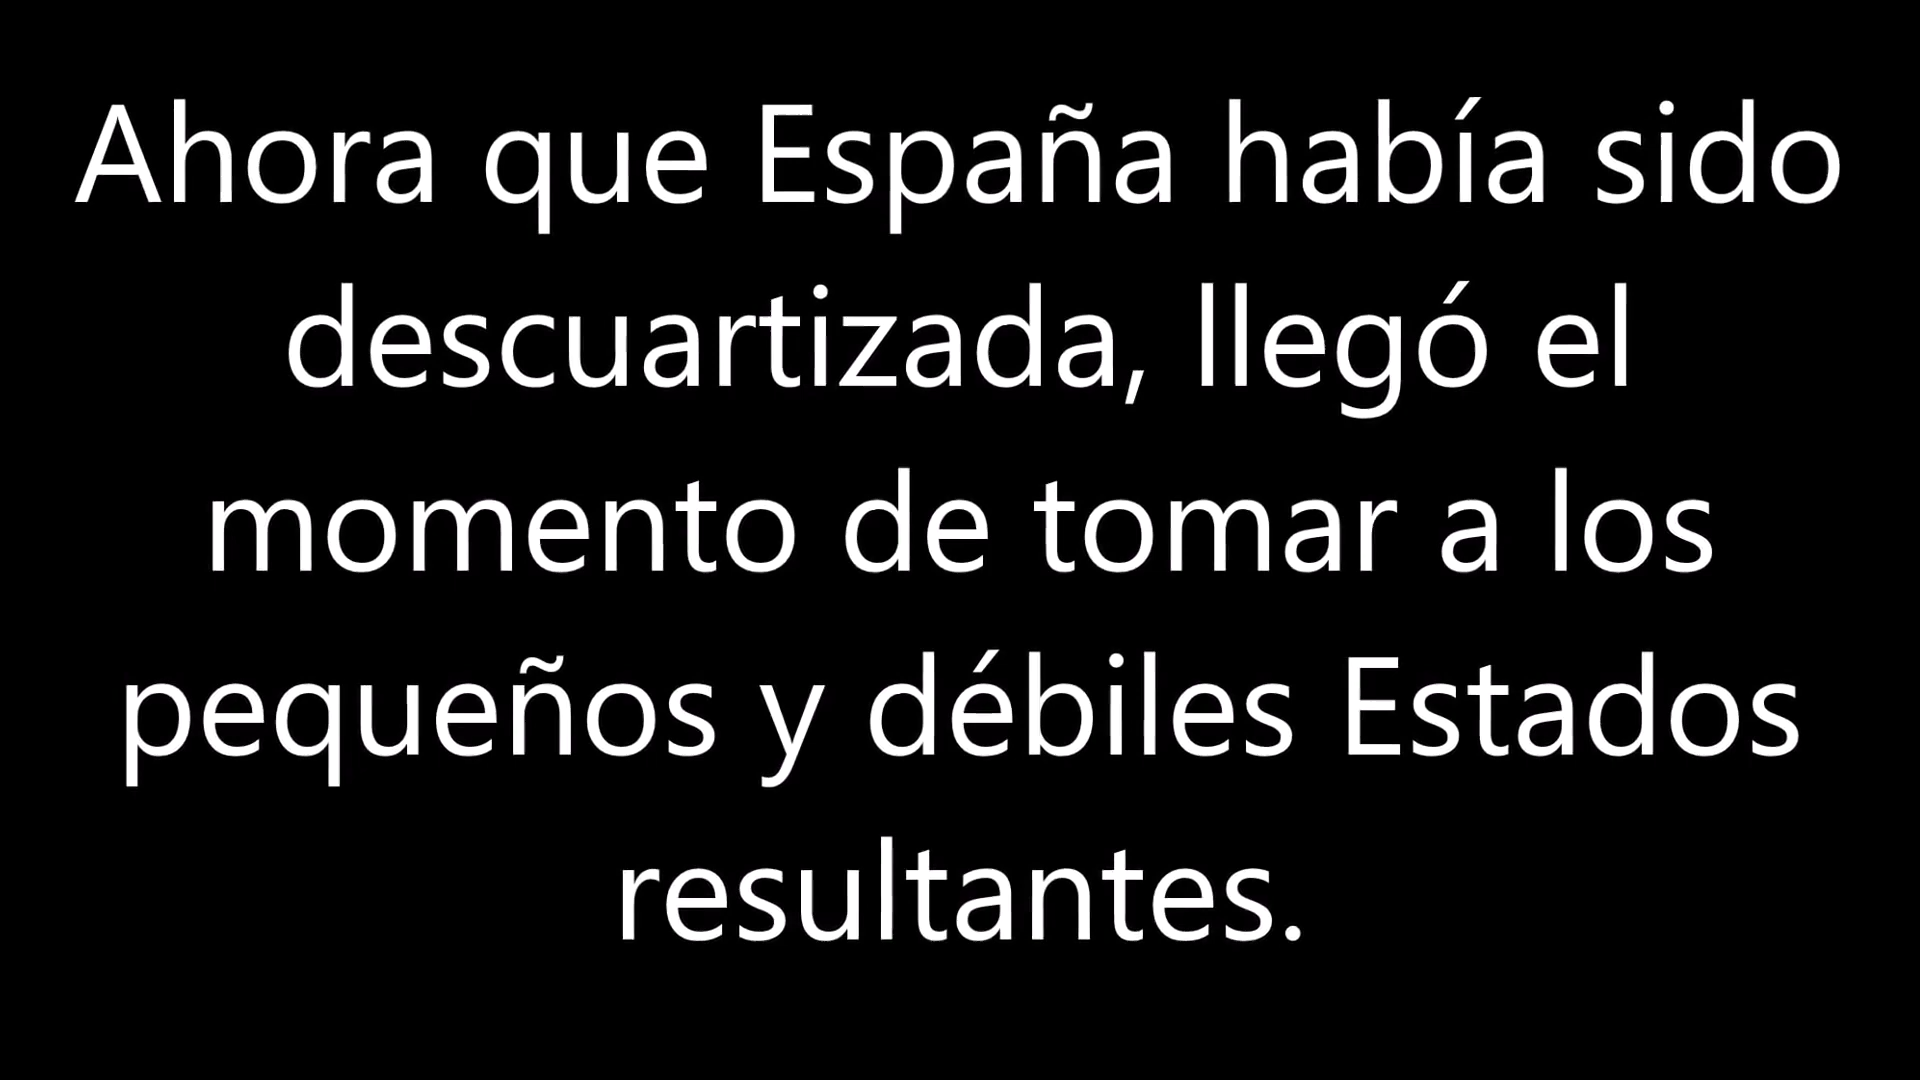 Ahora que España había sido
descuartizada, llegó el
momento de tomar a los
pequeños y débiles Estados
resultantes.